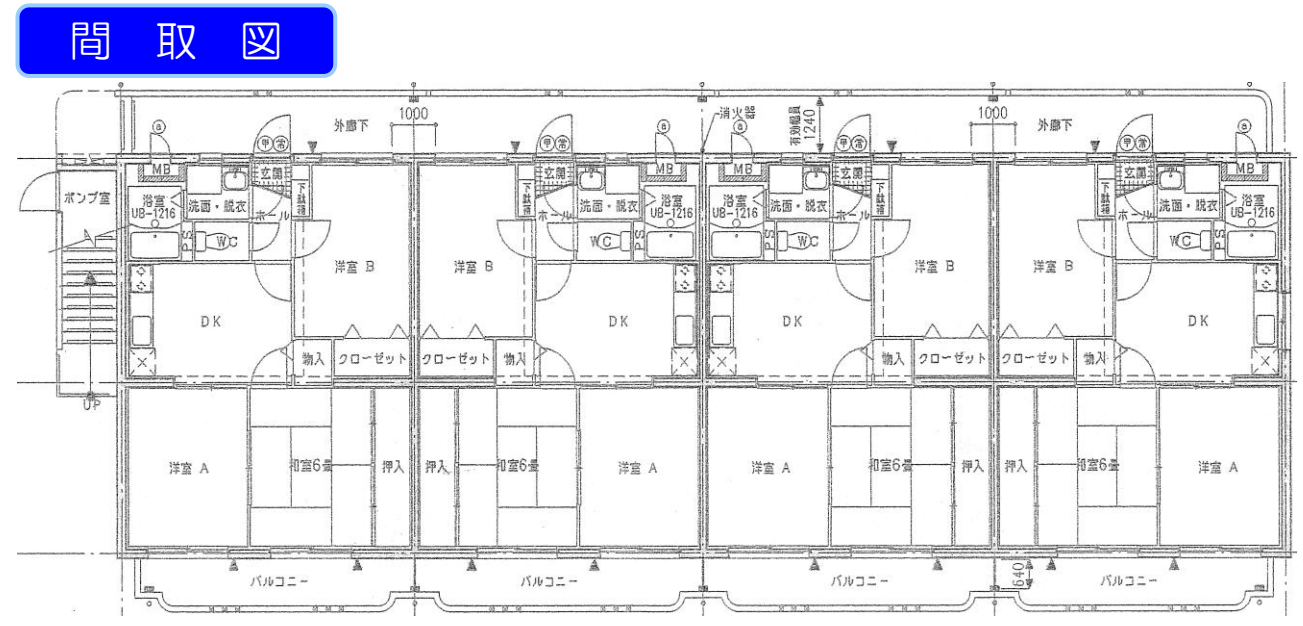 間 取 図
1000
消火器
有効幅員
1240
1000
外廊下
外廊下
ⓐ
甲 常
甲 常
ⓐ
ⓐ
甲 常
甲 常
ⓐ
MB
玄関
玄関
MB
MB
玄関
玄関
MB
ポンプ室
浴室
UB-1216
洗面・脱衣
ホール
下駄箱
下駄箱
ホール
洗面・脱衣
浴室
UB-1216
浴室
UB-1216
洗面・脱衣
ホール
下駄箱
下駄箱
ホール
洗面・脱衣
浴室
UB-1216
PS
WC
WC
PS
PS
WC
WC
PS
洋室 B
洋室 B
洋室 B
洋室 B
DK
DK
DK
DK
物入
クローゼット
クローゼット
物入
物入
クローゼット
クローゼット
物入
UP
洋室 A
和室6畳
押入
押入
和室6畳
洋室 A
洋室 A
和室6畳
押入
押入
和室6畳
洋室 A
バルコニー
バルコニー
バルコニー
640
バルコニー